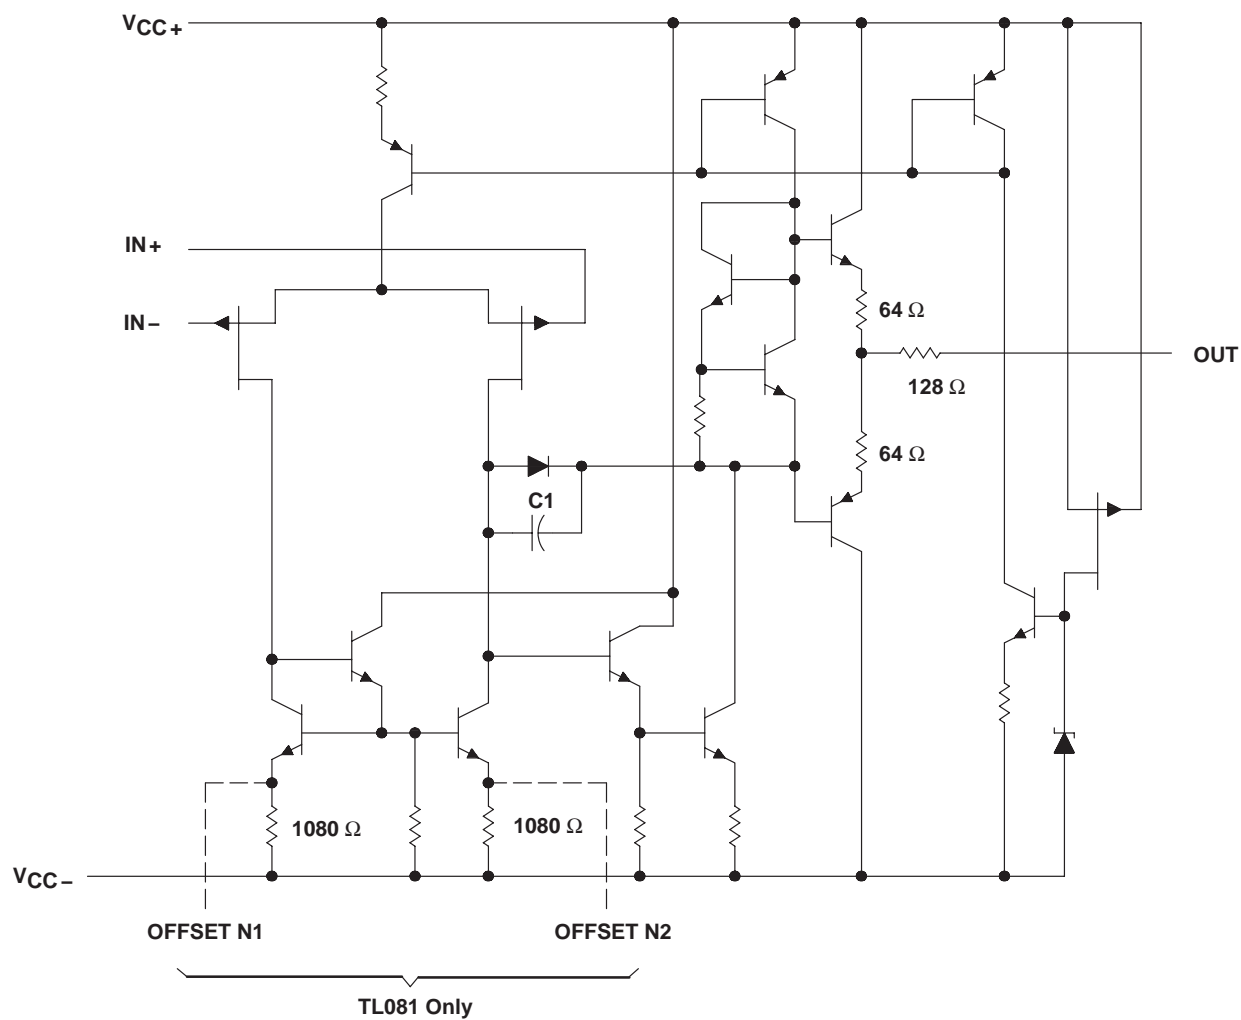 VCC+
IN+
IN−
64 Ω
OUT
128 Ω
64 Ω
C1
1080 Ω
1080 Ω
VCC−
OFFSET N1
OFFSET N2
TL081 Only